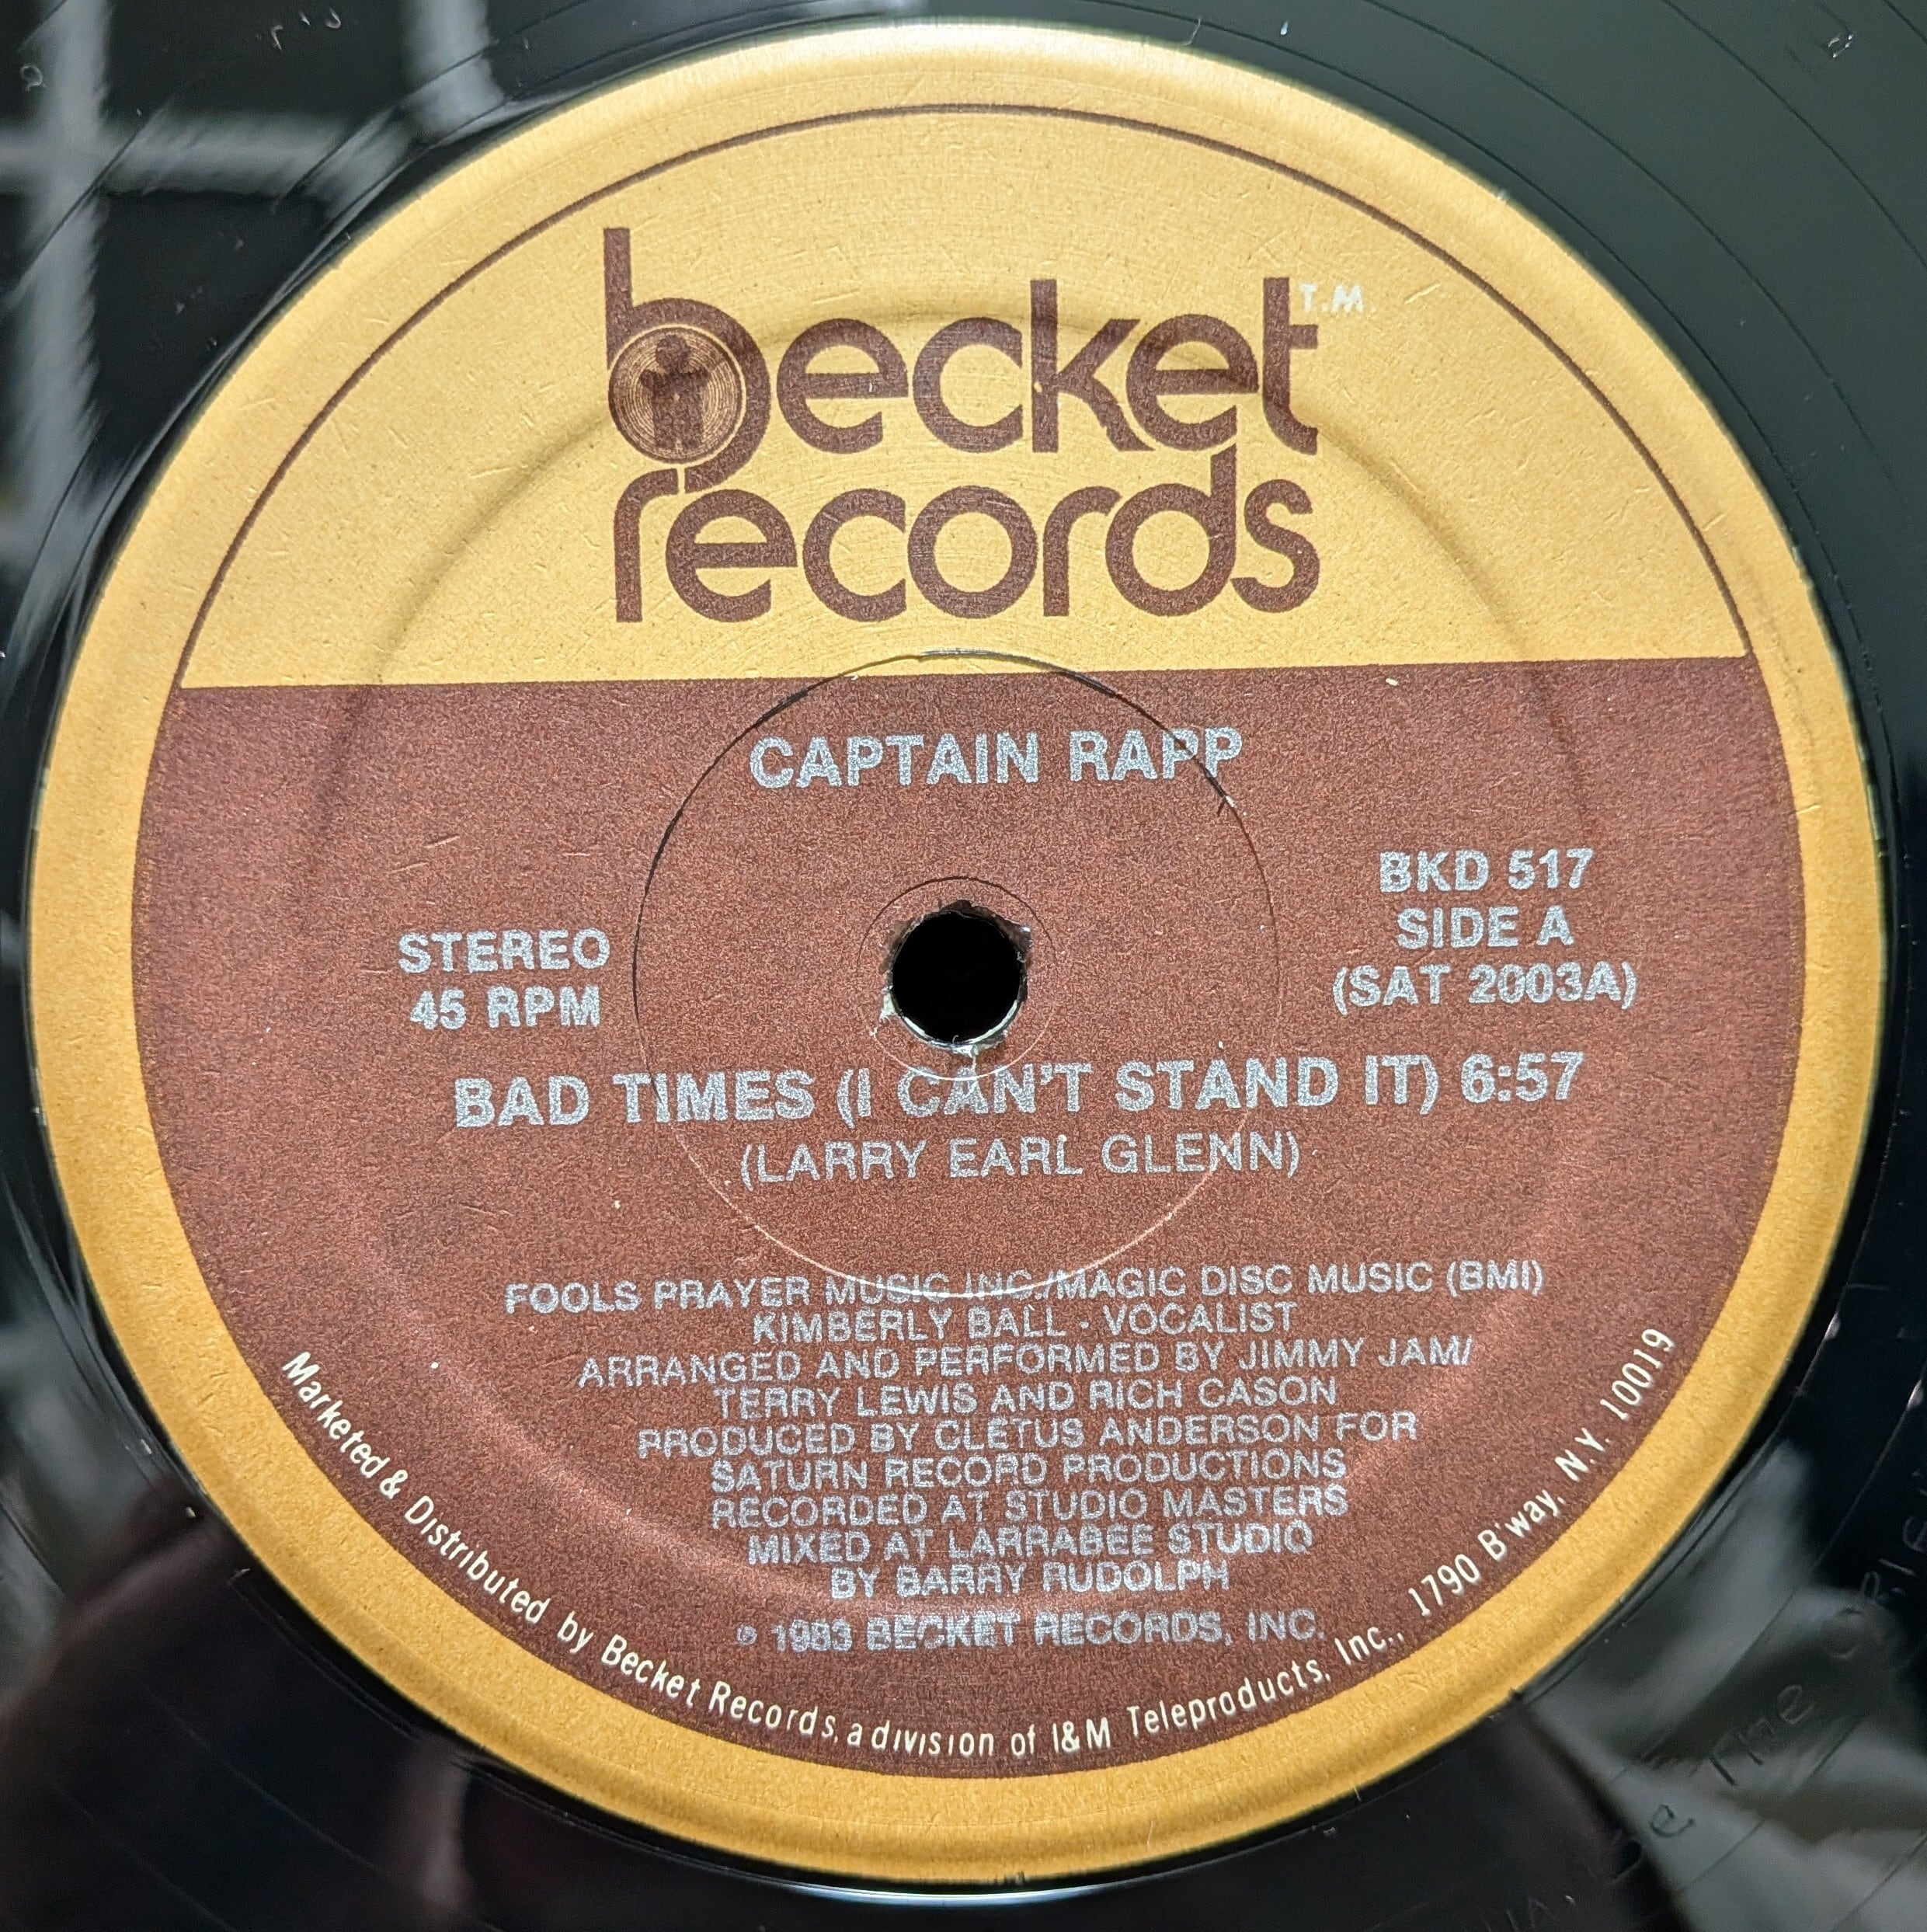 becket T.M.
records
CAPTAIN RAPP
STEREO
45 RPM
BKD 517
SIDE A
(SAT 2003A)
BAD TIMES (I CAN'T STAND IT) 6:57
(LARRY EARL GLENN)
FOOLS PRAYER MUSIC INC./MAGIC DISC MUSIC (BMI)
KIMBERLY BALL - VOCALIST
ARRANGED AND PERFORMED BY JIMMY JAM/
TERRY LEWIS AND RICH CASON
PRODUCED BY CLETUS ANDERSON FOR
SATURN RECORD PRODUCTIONS
RECORDED AT STUDIO MASTERS
MIXED AT LARRABEE STUDIO
BY BARRY RUDOLPH
℗ 1983 BECKET RECORDS, INC.
Marketed & Distributed by Becket Records, a division of I&M Teleproducts, Inc., 1790 B'way, N.Y. 10019
The